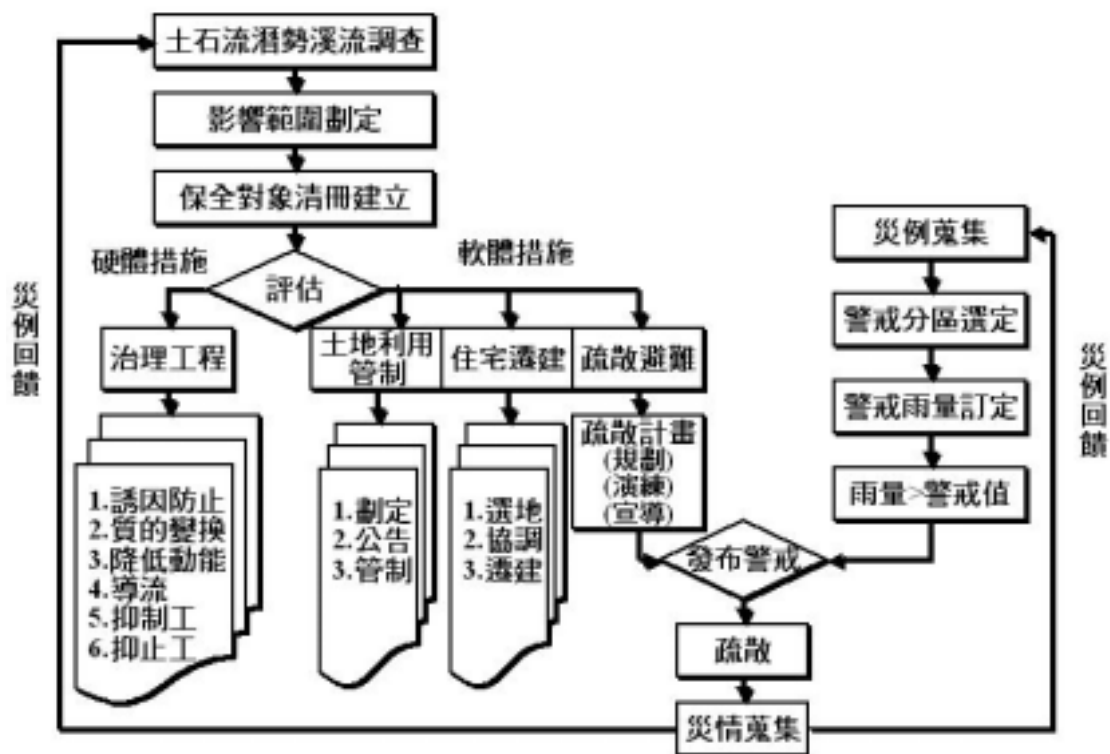 土石流潛勢溪流調查
影響範圍劃定
保全對象清冊建立
硬體措施
軟體措施
評估
治理工程
土地利用
管制
住宅遷建
疏散避難
1.誘因防止
2.質的變換
3.降低動能
4.導流
5.抑制工
6.抑止工
1.劃定
2.公告
3.管制
1.選地
2.協調
3.遷建
疏散計畫
(規劃)
(演練)
(宣導)
災例蒐集
警戒分區選定
警戒雨量訂定
雨量>警戒值
發布警戒
疏散
災情蒐集
災例回饋
災例回饋